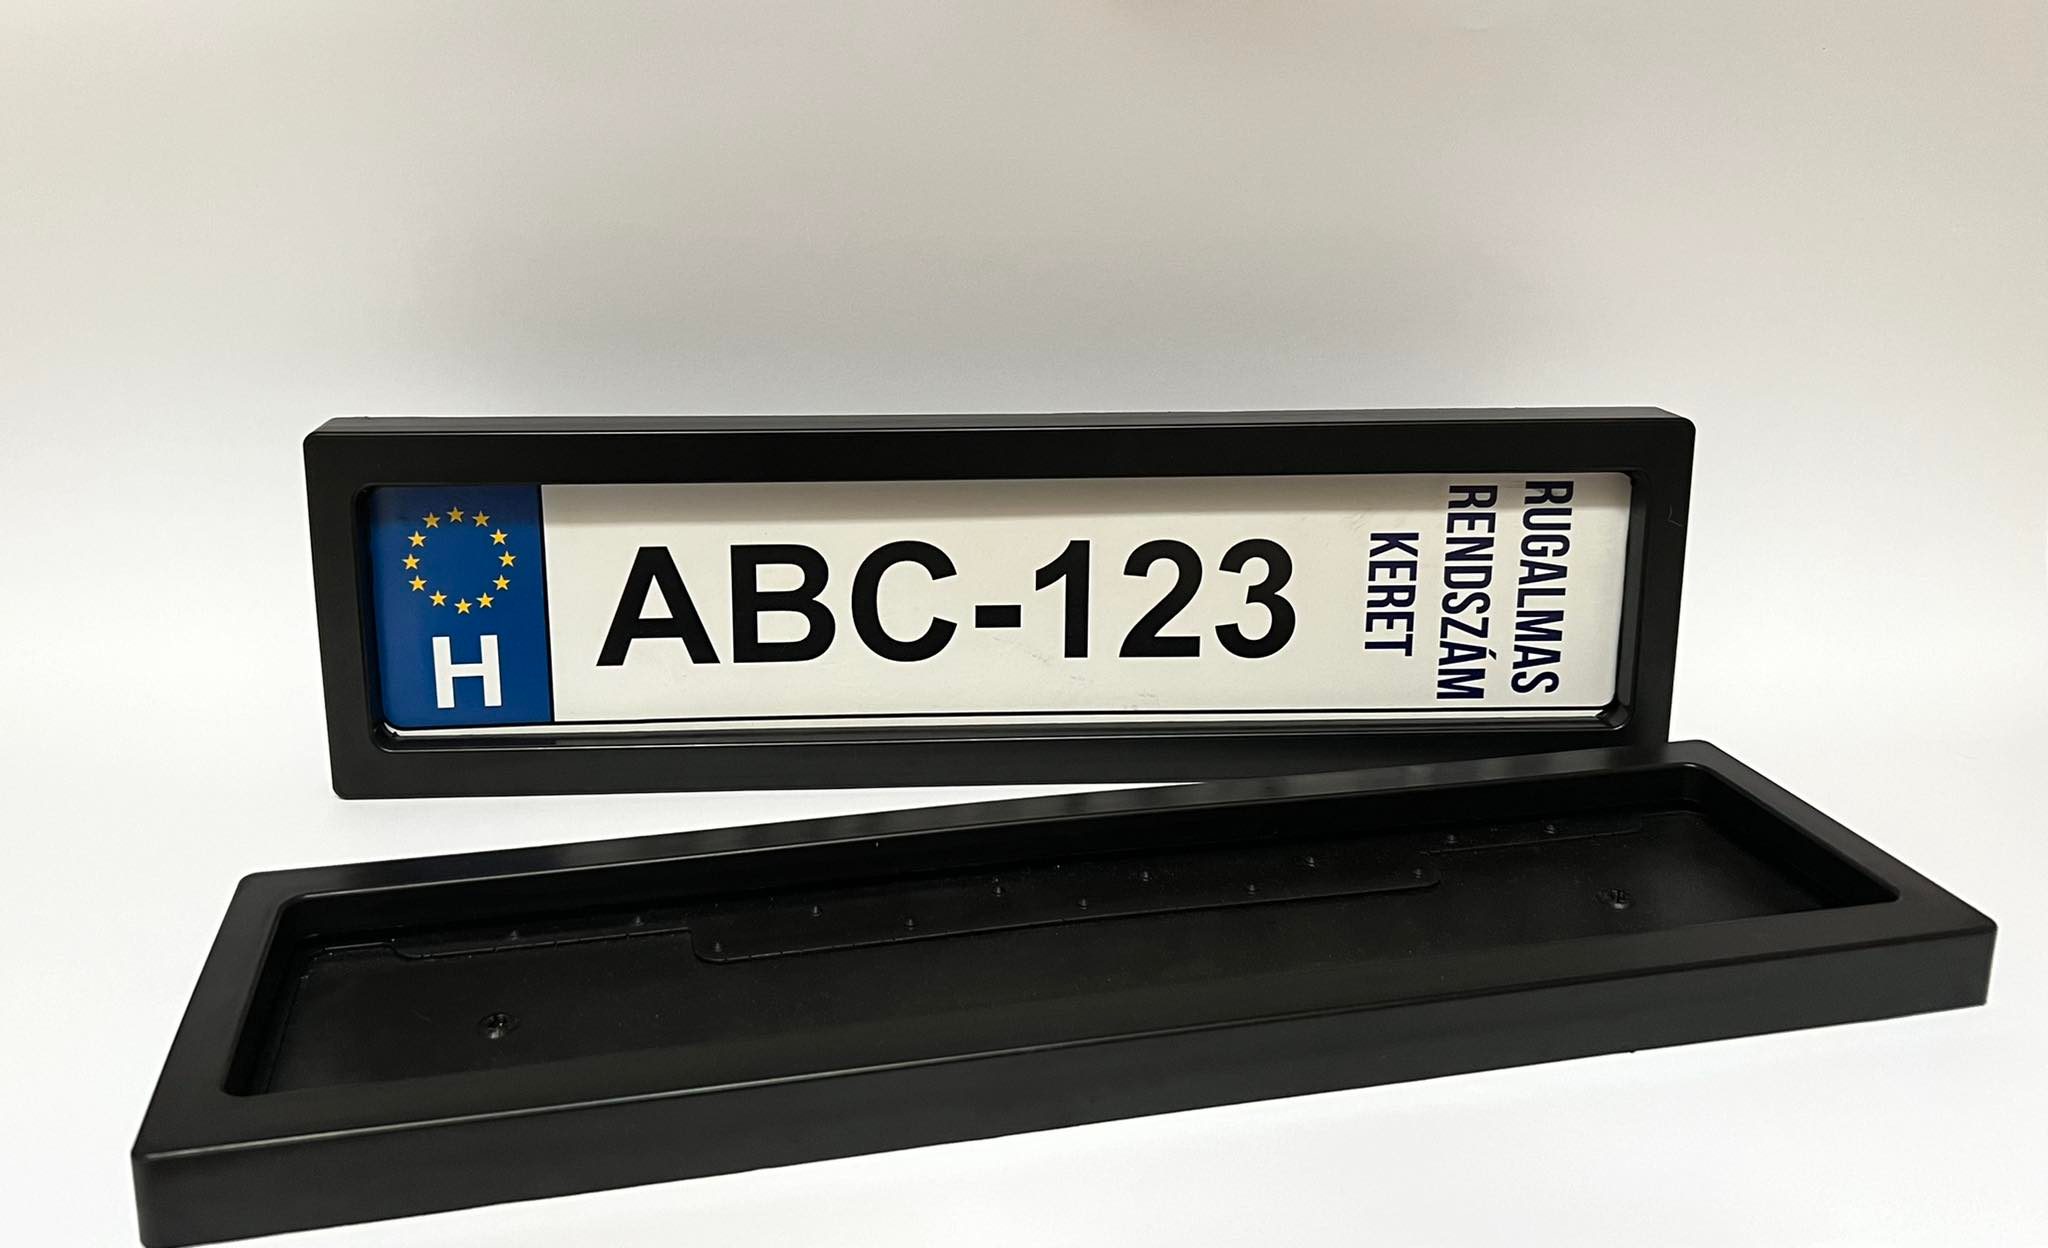 H
ABC-123
RUGALMAS
RENDSZÁM
KERET